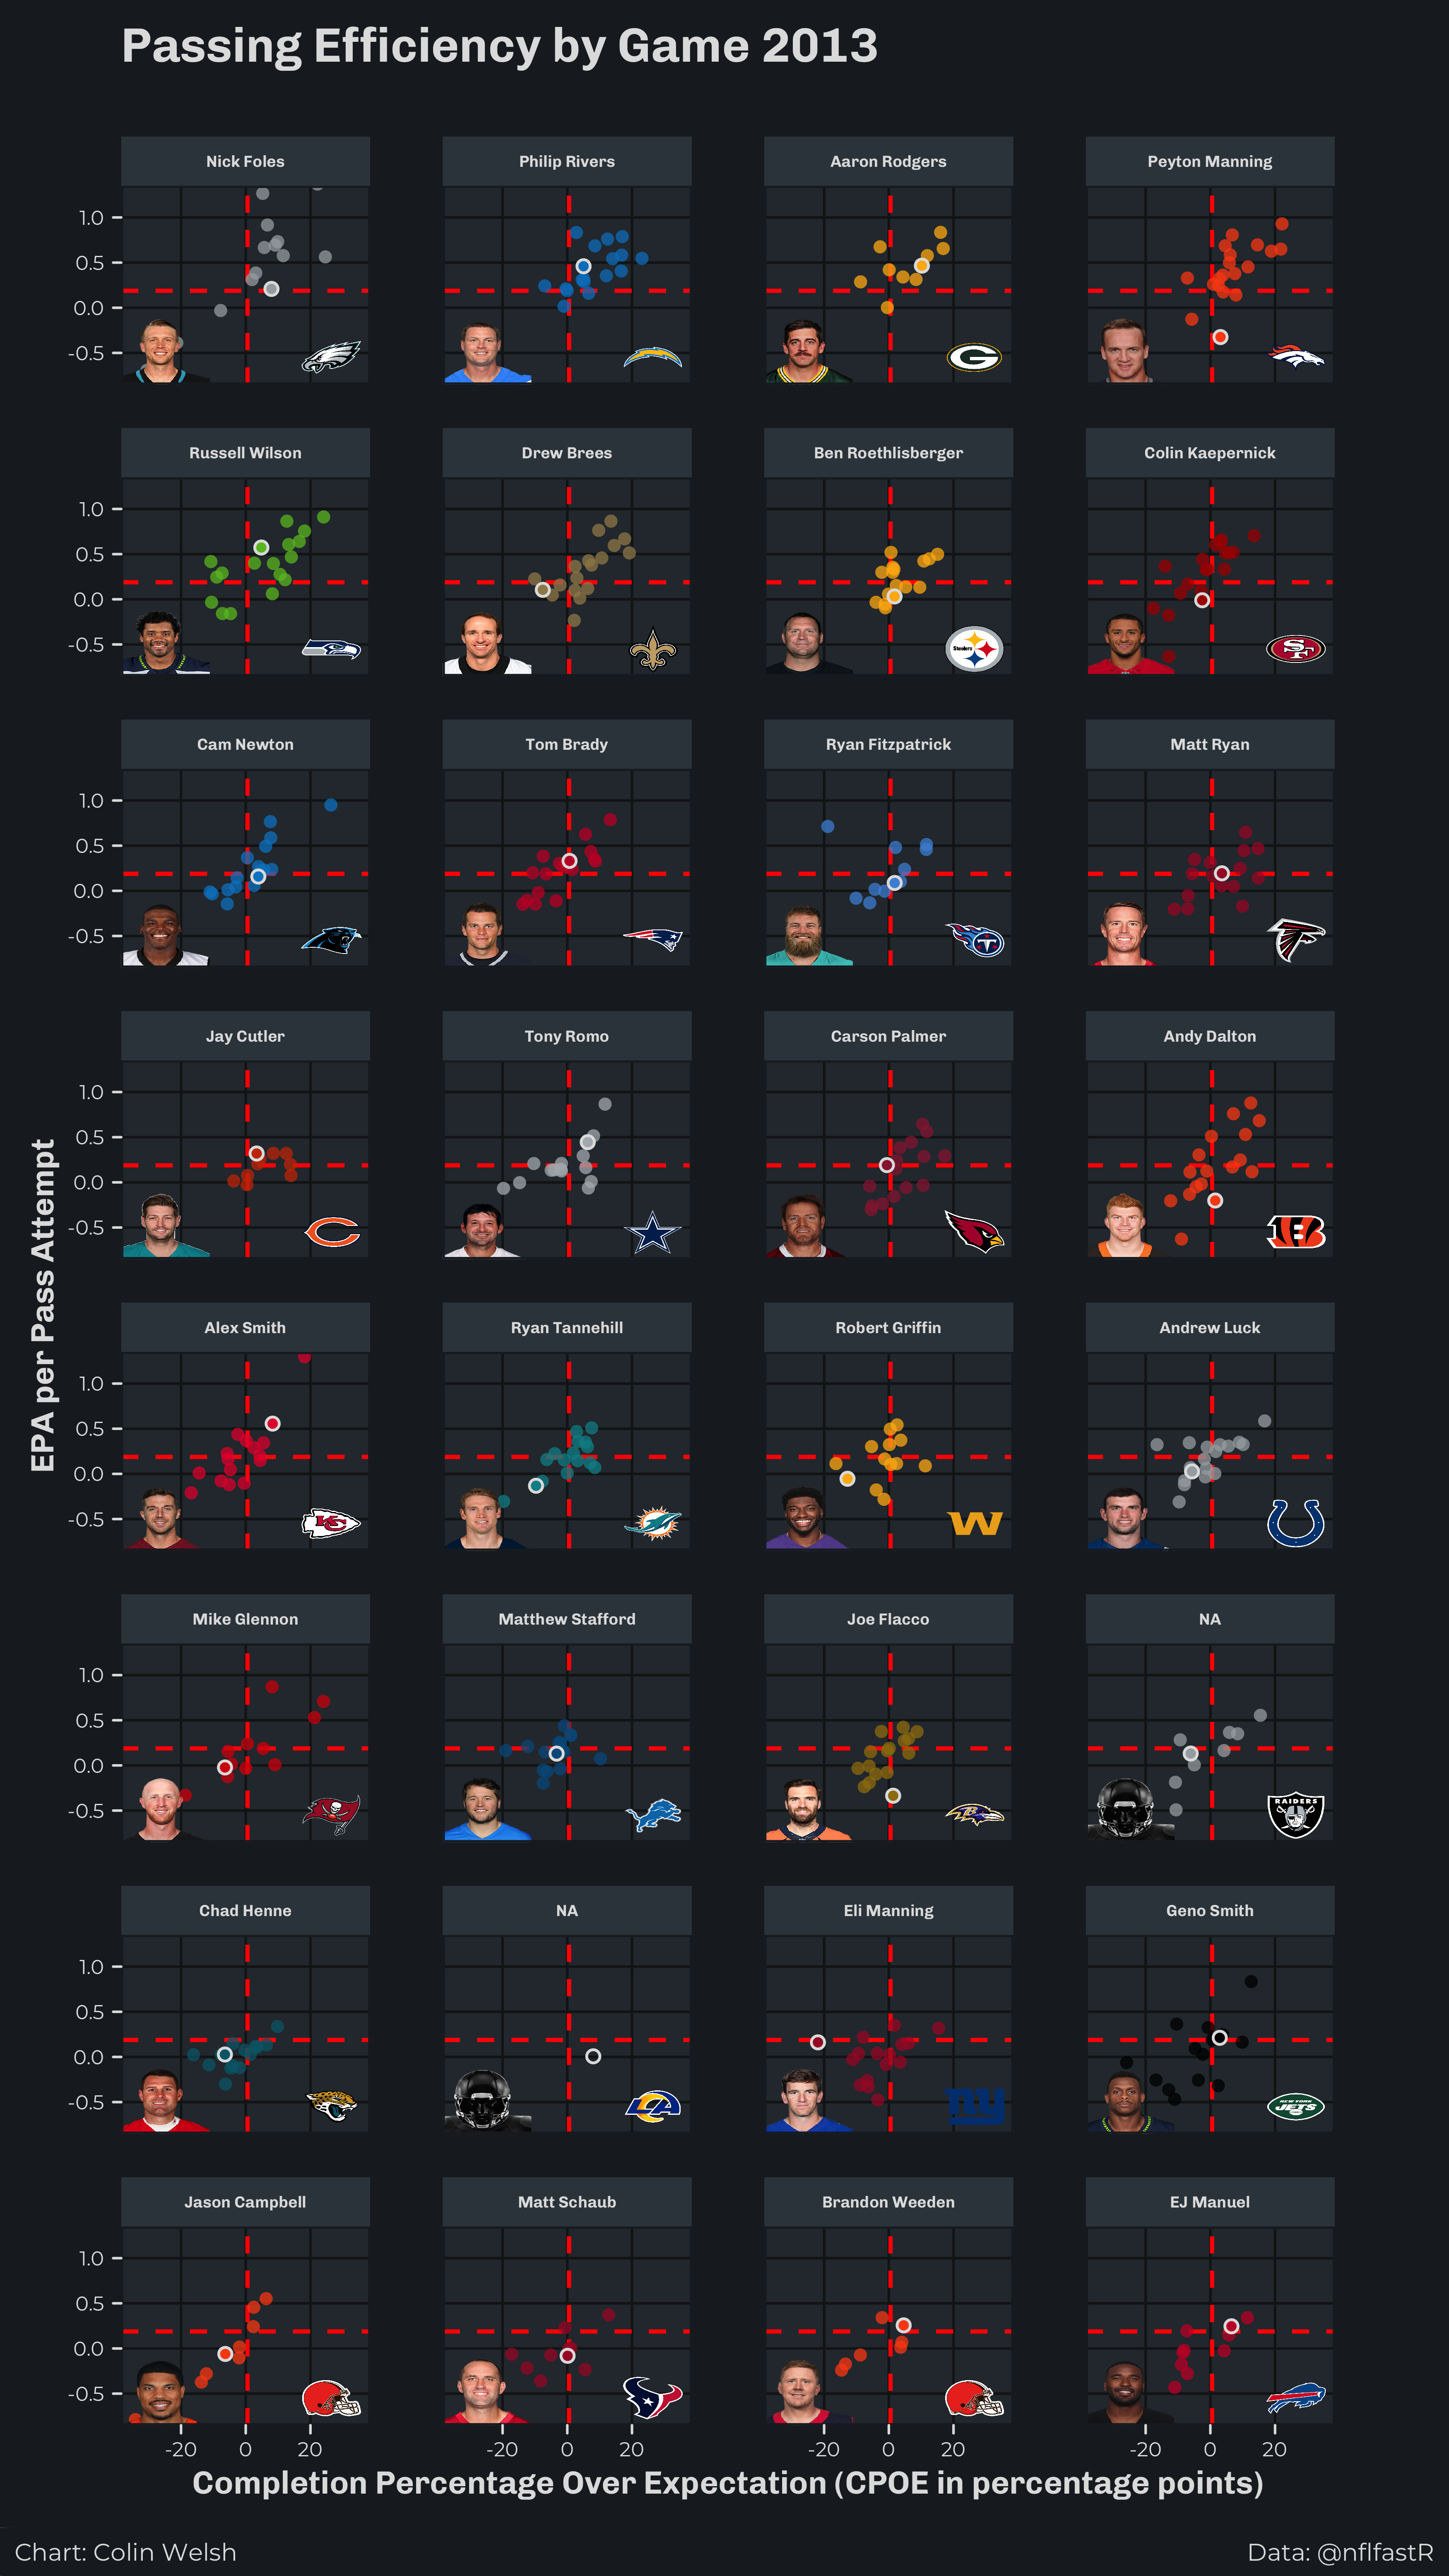 Passing Efficiency by Game 2013
Nick Foles
Philip Rivers
Aaron Rodgers
Peyton Manning
1.0
0.5
0.0
-0.5
Russell Wilson
Drew Brees
Ben Roethlisberger
Colin Kaepernick
1.0
0.5
0.0
-0.5
Steelers
SF
Cam Newton
Tom Brady
Ryan Fitzpatrick
Matt Ryan
1.0
0.5
0.0
-0.5
Jay Cutler
Tony Romo
Carson Palmer
Andy Dalton
1.0
0.5
0.0
-0.5
EPA per Pass Attempt
Alex Smith
Ryan Tannehill
Robert Griffin
Andrew Luck
1.0
0.5
0.0
-0.5
KC
W
Mike Glennon
Matthew Stafford
Joe Flacco
NA
1.0
0.5
0.0
-0.5
RAIDERS
Chad Henne
NA
Eli Manning
Geno Smith
1.0
0.5
0.0
-0.5
ny
NEW YORK
JETS
Jason Campbell
Matt Schaub
Brandon Weeden
EJ Manuel
1.0
0.5
0.0
-0.5
-20 0 20
-20 0 20
-20 0 20
-20 0 20
Completion Percentage Over Expectation (CPOE in percentage points)
Chart: Colin Welsh
Data: @nflfastR